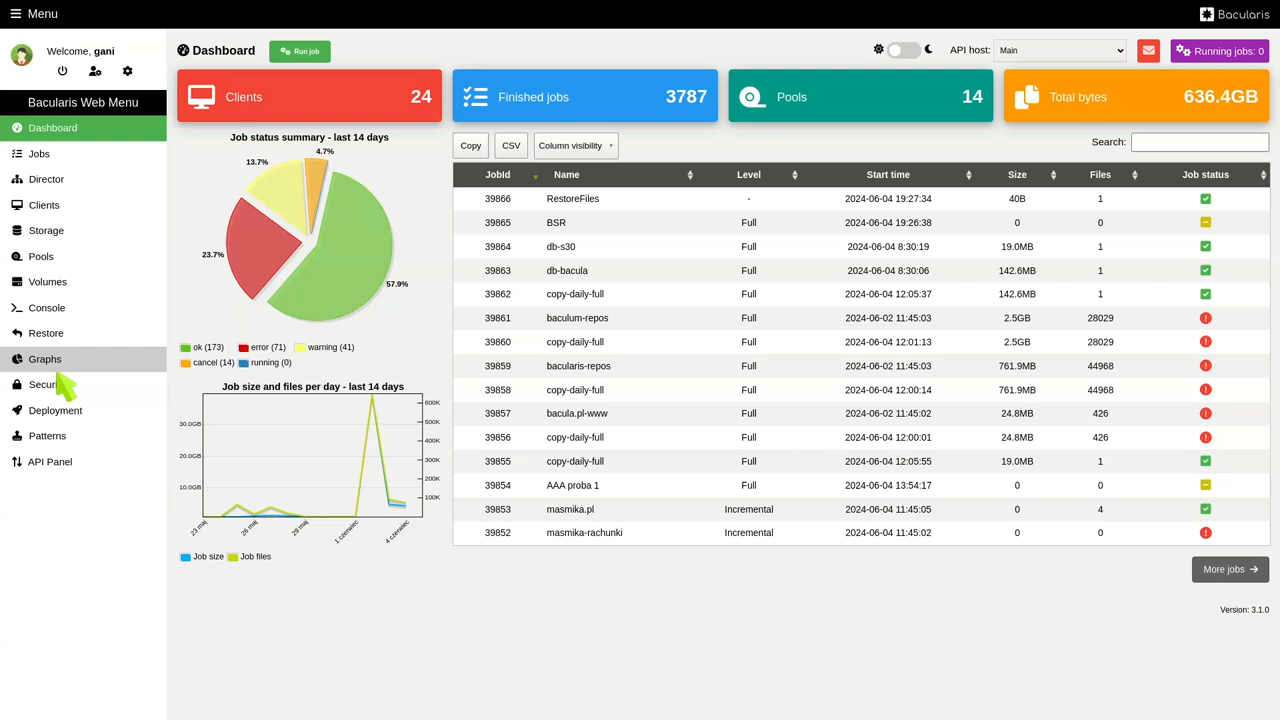 Menu
Bacularis
Welcome, gani
Bacularis Web Menu
Dashboard
Jobs
Director
Clients
Storage
Pools
Volumes
Console
Restore
Graphs
Secur
Deployment
Patterns
API Panel
Dashboard
Run job
API host: Main
Running jobs: 0
Clients 24
Finished jobs 3787
Pools 14
Total bytes 636.4GB
Job status summary - last 14 days
4.7%
13.7%
23.7%
57.9%
ok (173) error (71) warning (41)
cancel (14) running (0)
Job size and files per day - last 14 days
600K
500K
30.0GB
400K
20.0GB
300K
200K
10.0GB
100K
23 maj 26 maj 29 maj 1 czerwiec 4 czerwiec
Job size Job files
Copy CSV Column visibility
Search:
JobId Name Level Start time Size Files Job status
39866 RestoreFiles - 2024-06-04 19:27:34 40B 1
39865 BSR Full 2024-06-04 19:26:38 0 0
39864 db-s30 Full 2024-06-04 8:30:19 19.0MB 1
39863 db-bacula Full 2024-06-04 8:30:06 142.6MB 1
39862 copy-daily-full Full 2024-06-04 12:05:37 142.6MB 1
39861 baculum-repos Full 2024-06-02 11:45:03 2.5GB 28029
39860 copy-daily-full Full 2024-06-04 12:01:13 2.5GB 28029
39859 bacularis-repos Full 2024-06-02 11:45:03 761.9MB 44968
39858 copy-daily-full Full 2024-06-04 12:00:14 761.9MB 44968
39857 bacula.pl-www Full 2024-06-02 11:45:02 24.8MB 426
39856 copy-daily-full Full 2024-06-04 12:00:01 24.8MB 426
39855 copy-daily-full Full 2024-06-04 12:05:55 19.0MB 1
39854 AAA proba 1 Full 2024-06-04 13:54:17 0 0
39853 masmika.pl Incremental 2024-06-04 11:45:05 0 4
39852 masmika-rachunki Incremental 2024-06-04 11:45:02 0 0
More jobs
Version: 3.1.0